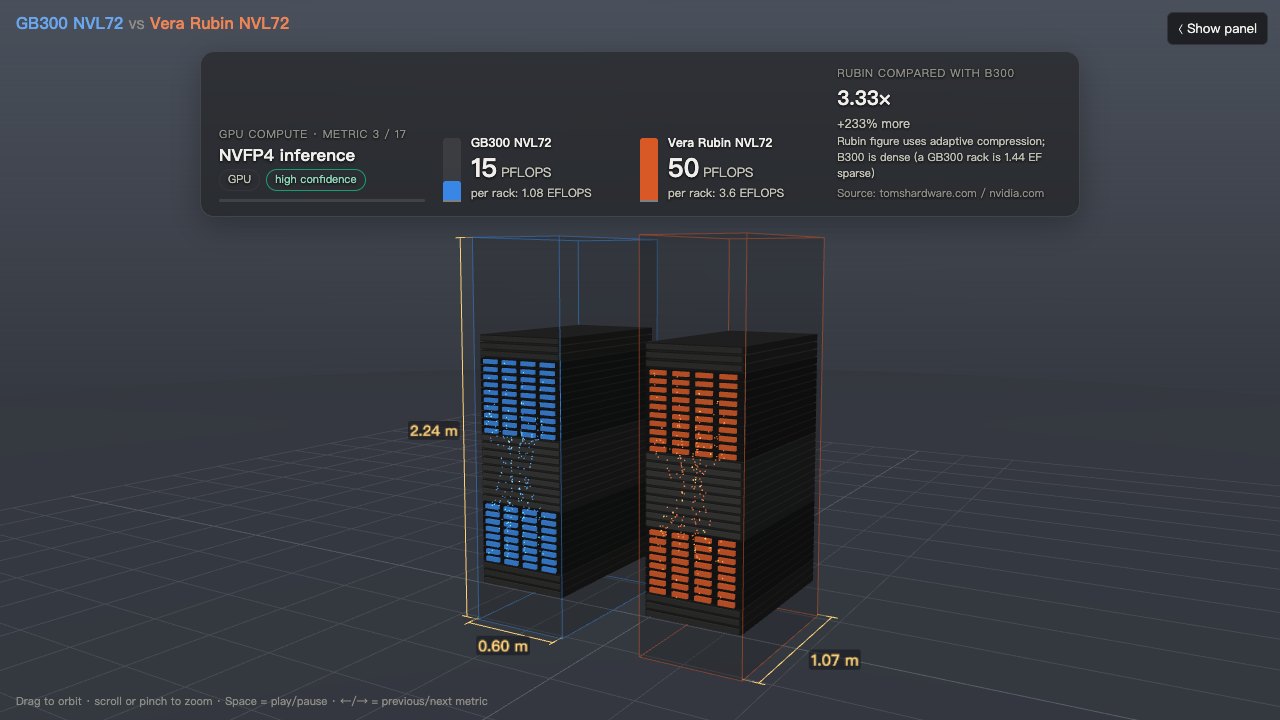 GB300 NVL72 vs Vera Rubin NVL72
〈 Show panel
GPU COMPUTE · METRIC 3 / 17
NVFP4 inference
GPU
high confidence
GB300 NVL72
15 PFLOPS
per rack: 1.08 EFLOPS
Vera Rubin NVL72
50 PFLOPS
per rack: 3.6 EFLOPS
RUBIN COMPARED WITH B300
3.33×
+233% more
Rubin figure uses adaptive compression;
B300 is dense (a GB300 rack is 1.44 EF
sparse)
Source: tomshardware.com / nvidia.com
2.24 m
0.60 m
1.07 m
Drag to orbit · scroll or pinch to zoom · Space = play/pause · ←/→ = previous/next metric